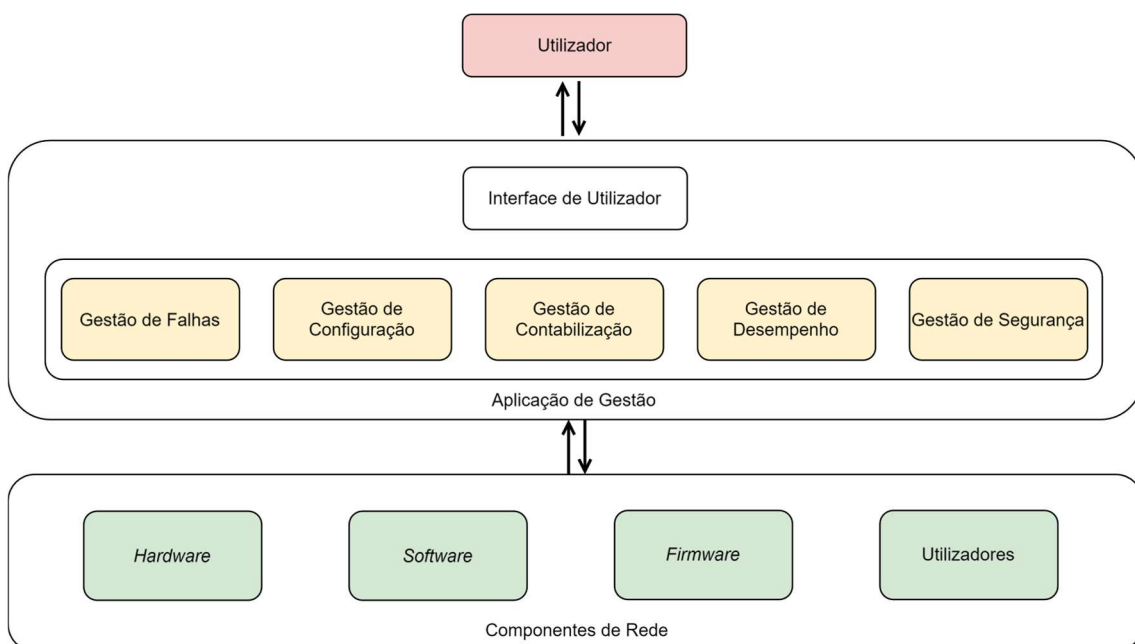 Utilizador
Interface de Utilizador
Gestão de Falhas
Gestão de
Configuração
Gestão de
Contabilização
Gestão de
Desempenho
Gestão de Segurança
Aplicação de Gestão
Hardware
Software
Firmware
Utilizadores
Componentes de Rede